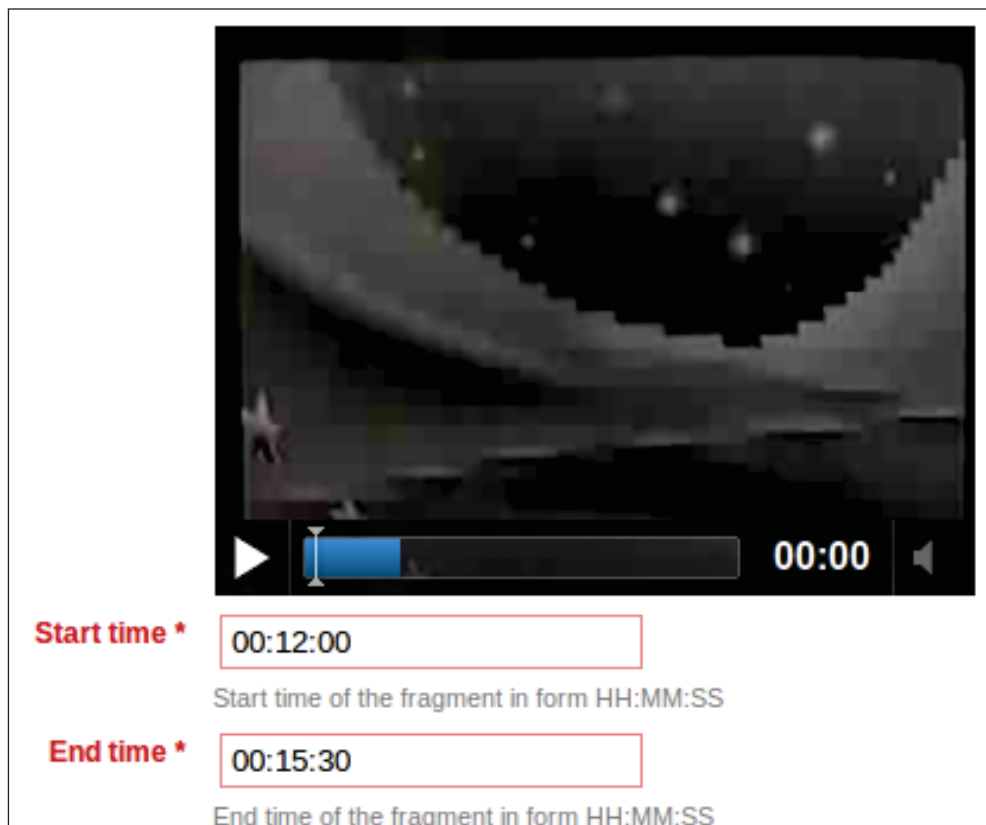 00:00
Start time *
00:12:00
Start time of the fragment in form HH:MM:SS
End time *
00:15:30
End time of the fragment in form HH:MM:SS